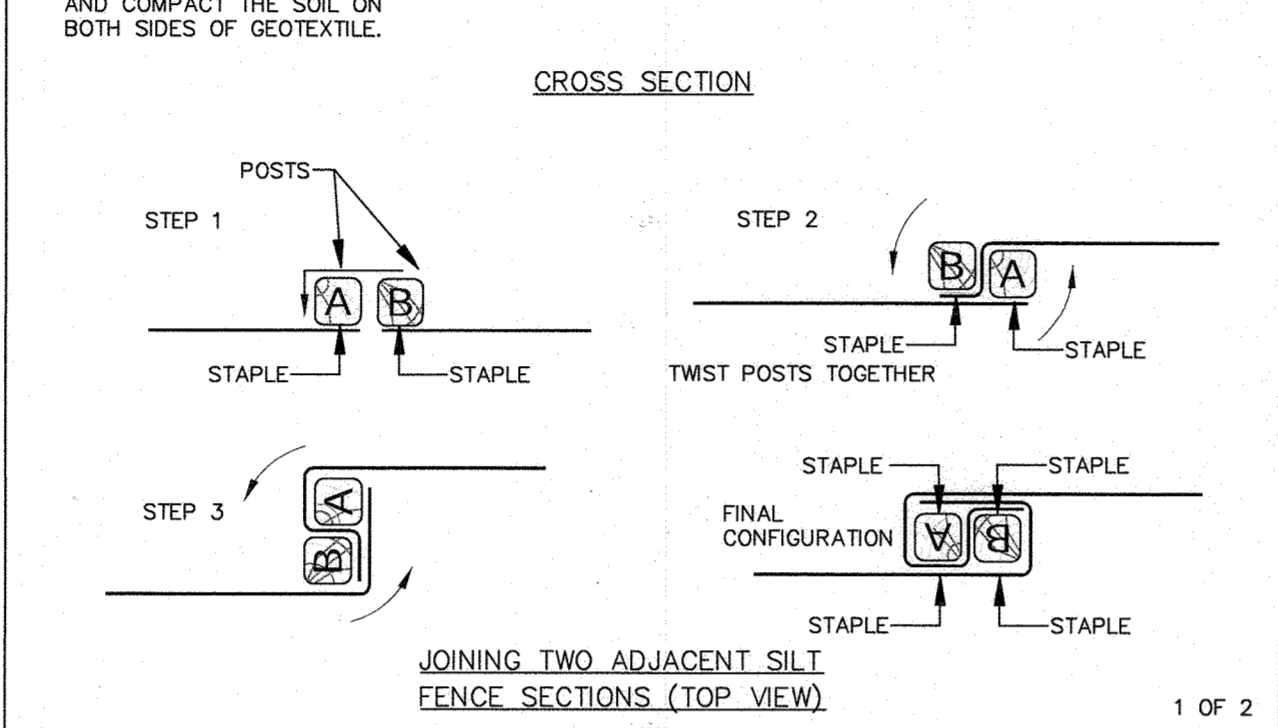 AND COMPACT THE SOIL ON
BOTH SIDES OF GEOTEXTILE.
CROSS SECTION
POSTS
STEP 1
A
B
STAPLE
STAPLE
STEP 2
B
A
STAPLE
STAPLE
TWIST POSTS TOGETHER
STEP 3
A
B
STAPLE
STAPLE
FINAL
CONFIGURATION
A
B
STAPLE
STAPLE
JOINING TWO ADJACENT SILT
FENCE SECTIONS (TOP VIEW)
1 OF 2